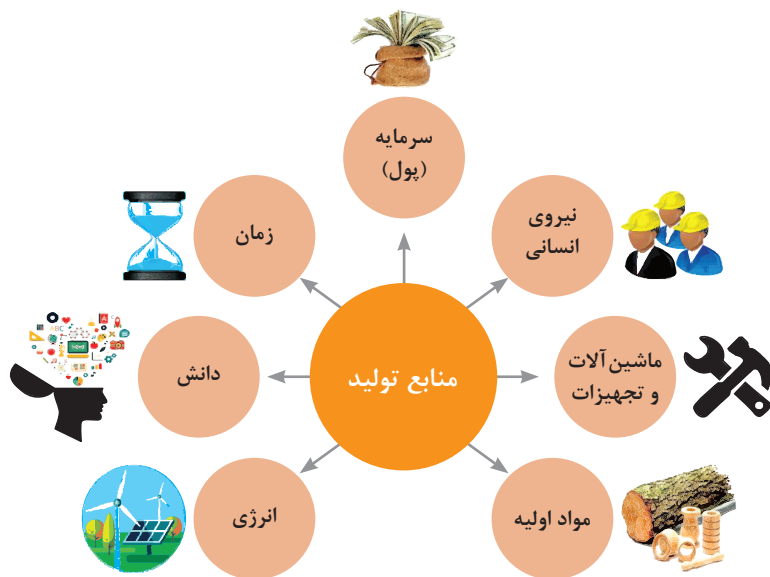 سرمایه
(پول)
نیروی
انسانی
زمان
ماشین‌آلات
و تجهیزات
منابع تولید
دانش
مواد اولیه
انرژی